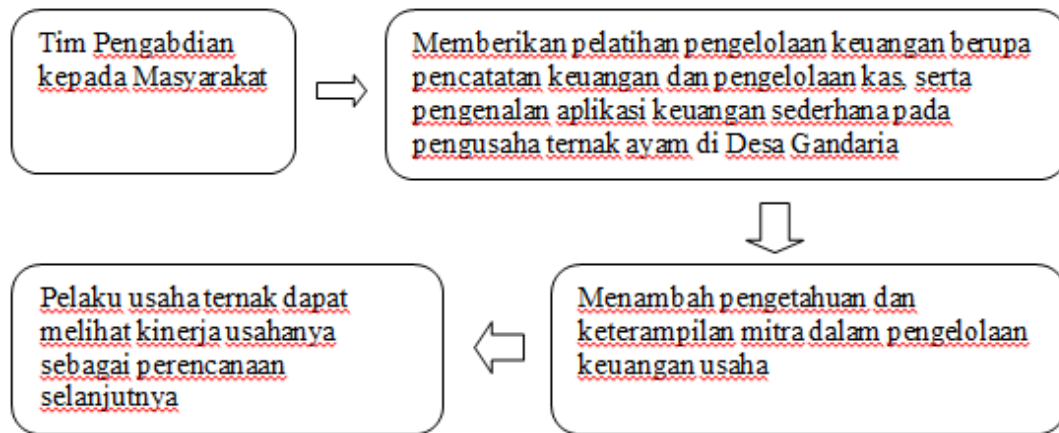 Tim Pengabdian
kepada Masyarakat
Memberikan pelatihan pengelolaan keuangan berupa
pencatatan keuangan dan pengelolaan kas, serta
pengenalan aplikasi keuangan sederhana pada
pengusaha ternak ayam di Desa Gandaria
Menambah pengetahuan dan
keterampilan mitra dalam pengelolaan
keuangan usaha
Pelaku usaha ternak dapat
melihat kinerja usahanya
sebagai perencanaan
selanjutnya